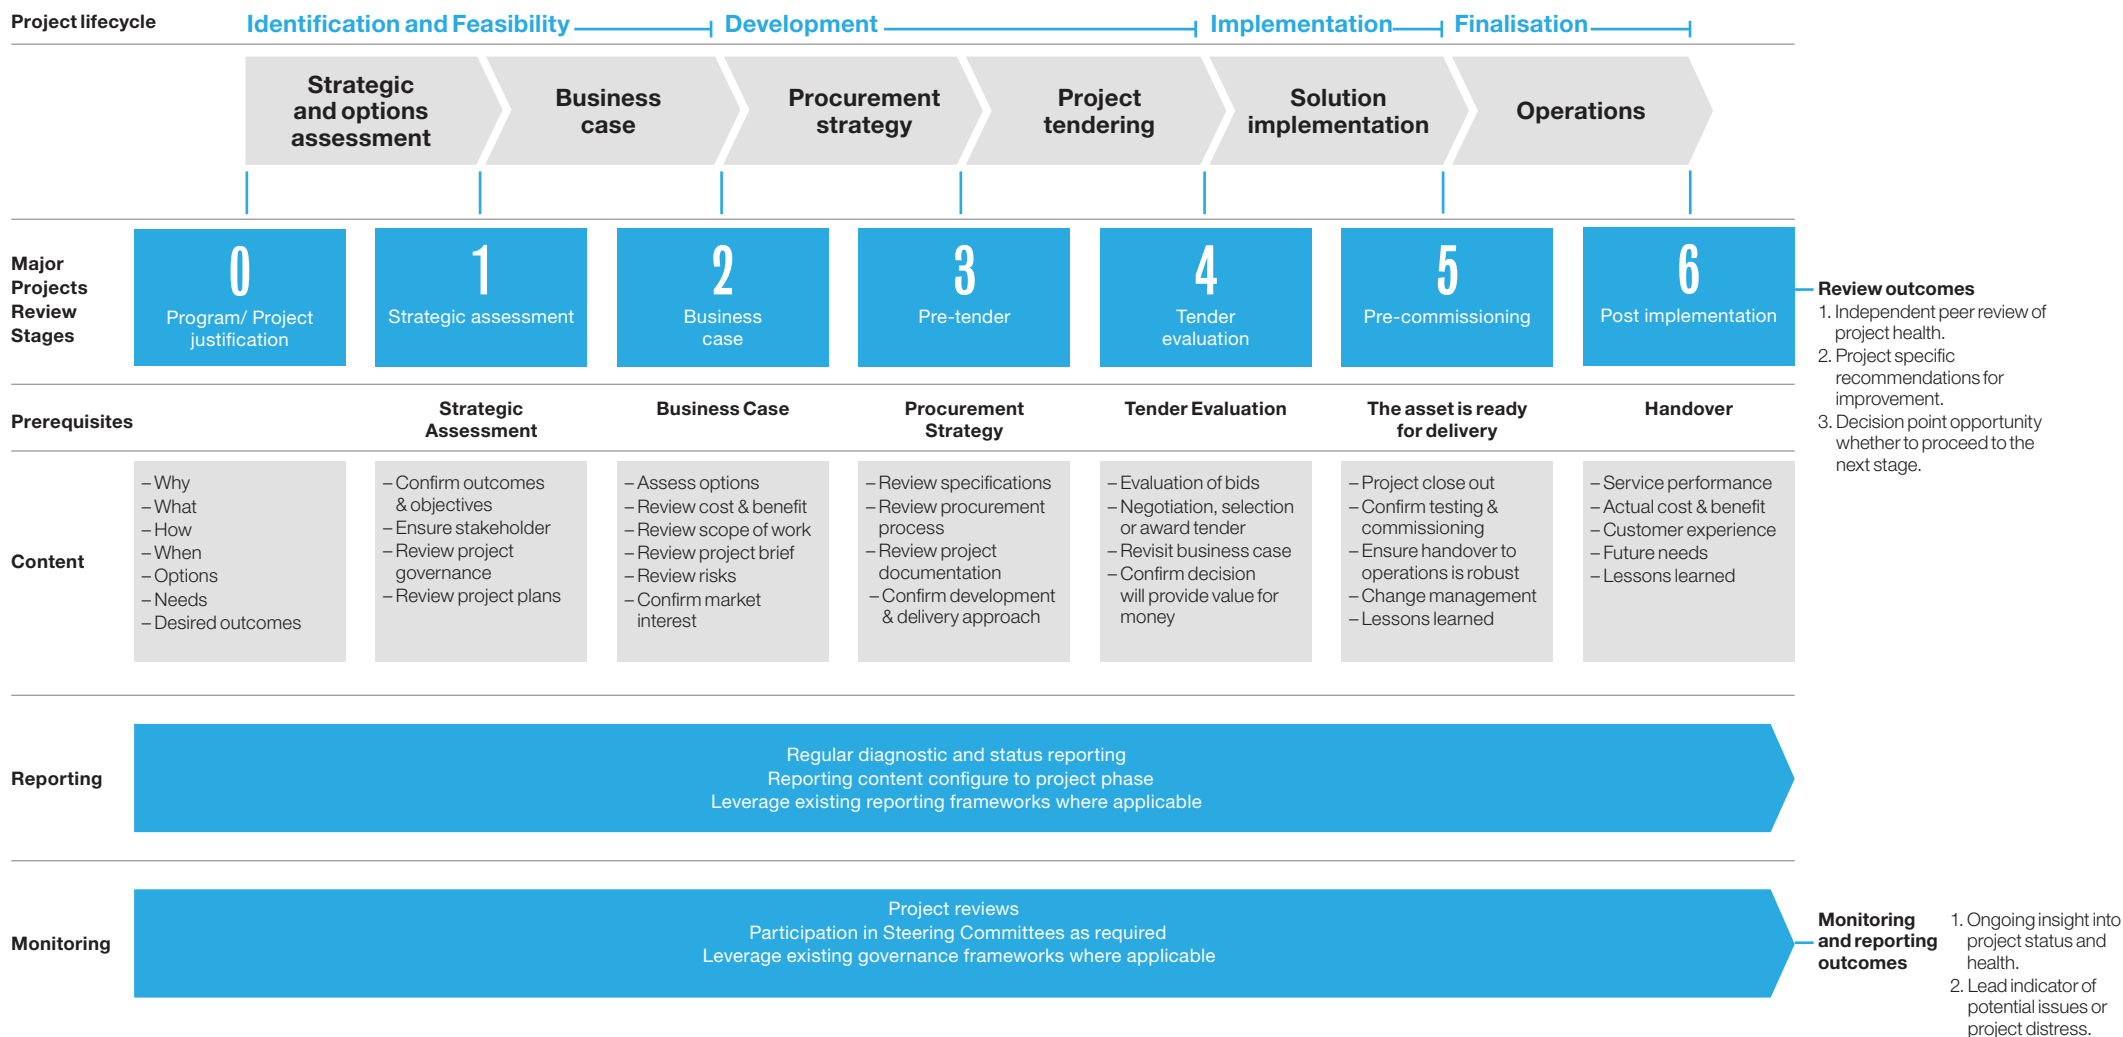 Project lifecycle
Identification and Feasibility
Development
Implementation
Finalisation
Strategic
and options
assessment
Business
case
Procurement
strategy
Project
tendering
Solution
implementation
Operations
Major
Projects
Review
Stages
0
Program/ Project
justification
1
Strategic assessment
2
Business
case
3
Pre-tender
4
Tender
evaluation
5
Pre-commissioning
6
Post implementation
Review outcomes
1. Independent peer review of
project health.
2. Project specific
recommendations for
improvement.
3. Decision point opportunity
whether to proceed to the
next stage.
Prerequisites
Strategic
Assessment
Business Case
Procurement
Strategy
Tender Evaluation
The asset is ready
for delivery
Handover
Content
– Why
– What
– How
– When
– Options
– Needs
– Desired outcomes
– Confirm outcomes
& objectives
– Ensure stakeholder
– Review project
governance
– Review project plans
– Assess options
– Review cost & benefit
– Review scope of work
– Review project brief
– Review risks
– Confirm market
interest
– Review specifications
– Review procurement
process
– Review project
documentation
– Confirm development
& delivery approach
– Evaluation of bids
– Negotiation, selection
or award tender
– Revisit business case
– Confirm decision
will provide value for
money
– Project close out
– Confirm testing &
commissioning
– Ensure handover to
operations is robust
– Change management
– Lessons learned
– Service performance
– Actual cost & benefit
– Customer experience
– Future needs
– Lessons learned
Reporting
Regular diagnostic and status reporting
Reporting content configure to project phase
Leverage existing reporting frameworks where applicable
Monitoring
Project reviews
Participation in Steering Committees as required
Leverage existing governance frameworks where applicable
Monitoring
and reporting
outcomes
1. Ongoing insight into
project status and
health.
2. Lead indicator of
potential issues or
project distress.